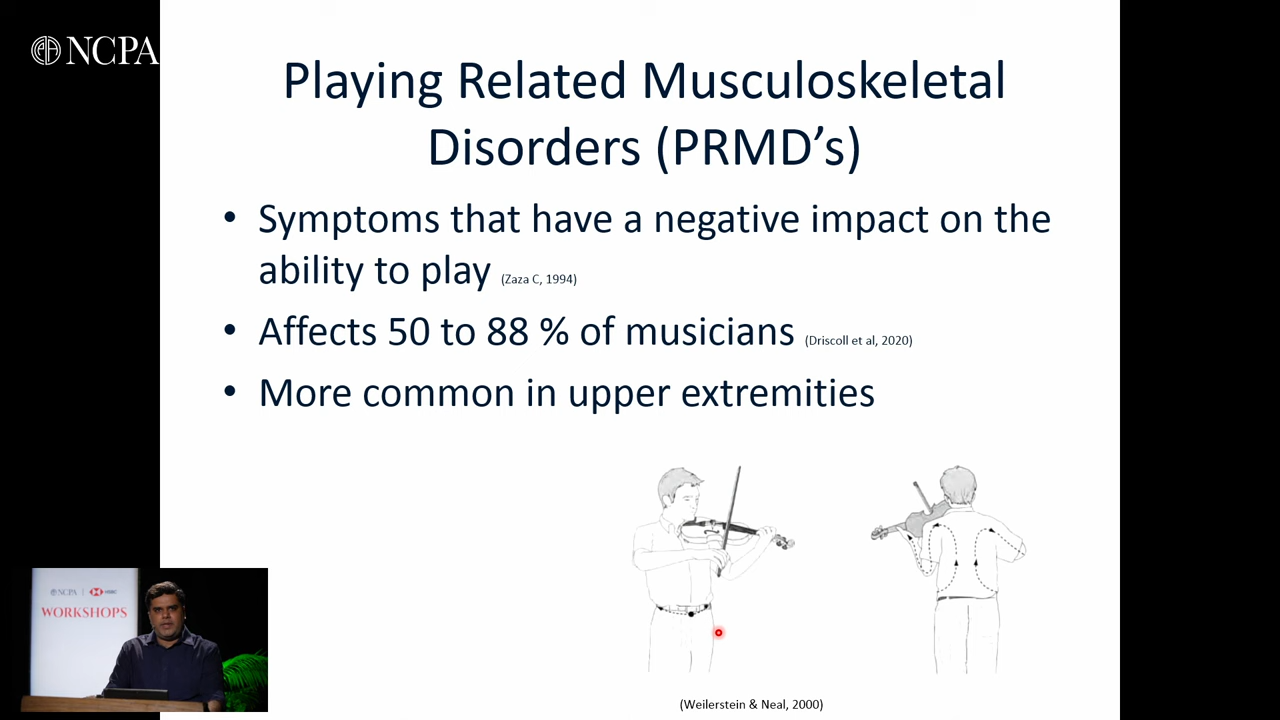 NCPA
Playing Related Musculoskeletal
Disorders (PRMD’s)
• Symptoms that have a negative impact on the
ability to play (Zaza C, 1994)
• Affects 50 to 88 % of musicians (Driscoll et al, 2020)
• More common in upper extremities
(Weilerstein & Neal, 2000)
NCPA HSBC
WORKSHOPS